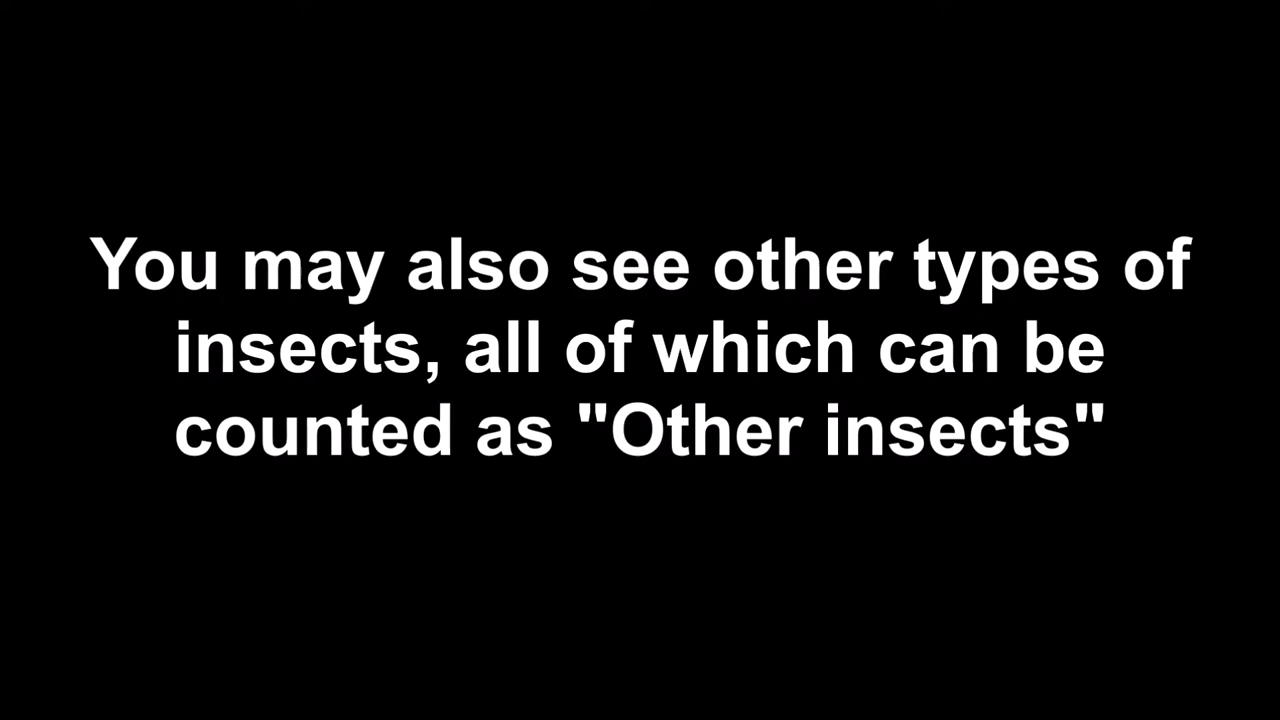 You may also see other types of
insects, all of which can be
counted as "Other insects"